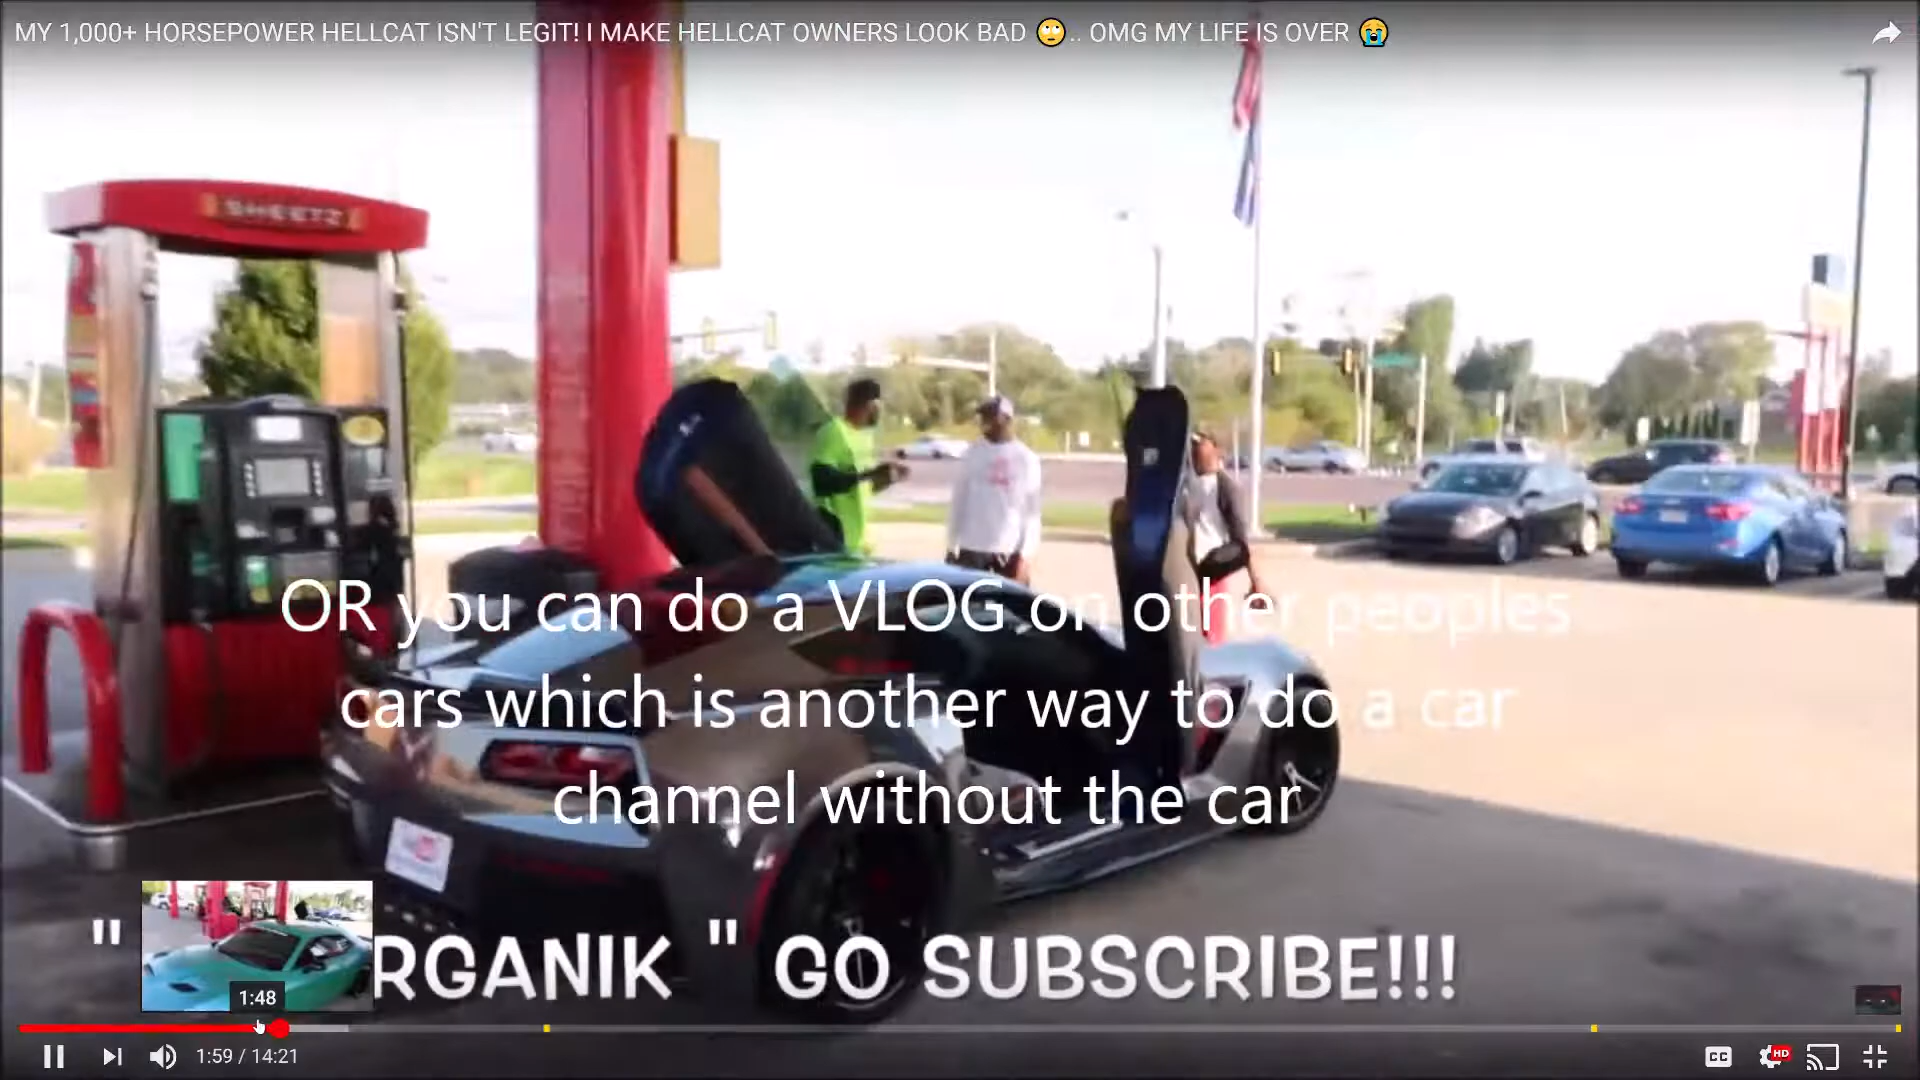 MY 1,000+ HORSEPOWER HELLCAT ISN'T LEGIT! I MAKE HELLCAT OWNERS LOOK BAD 🙄.. OMG MY LIFE IS OVER 😭
SHEETZ
OR you can do a VLOG on other peoples
cars which is another way to do a car
channel without the car
" RGANIK " GO SUBSCRIBE!!!
1:48
1:59 / 14:21
CC
HD